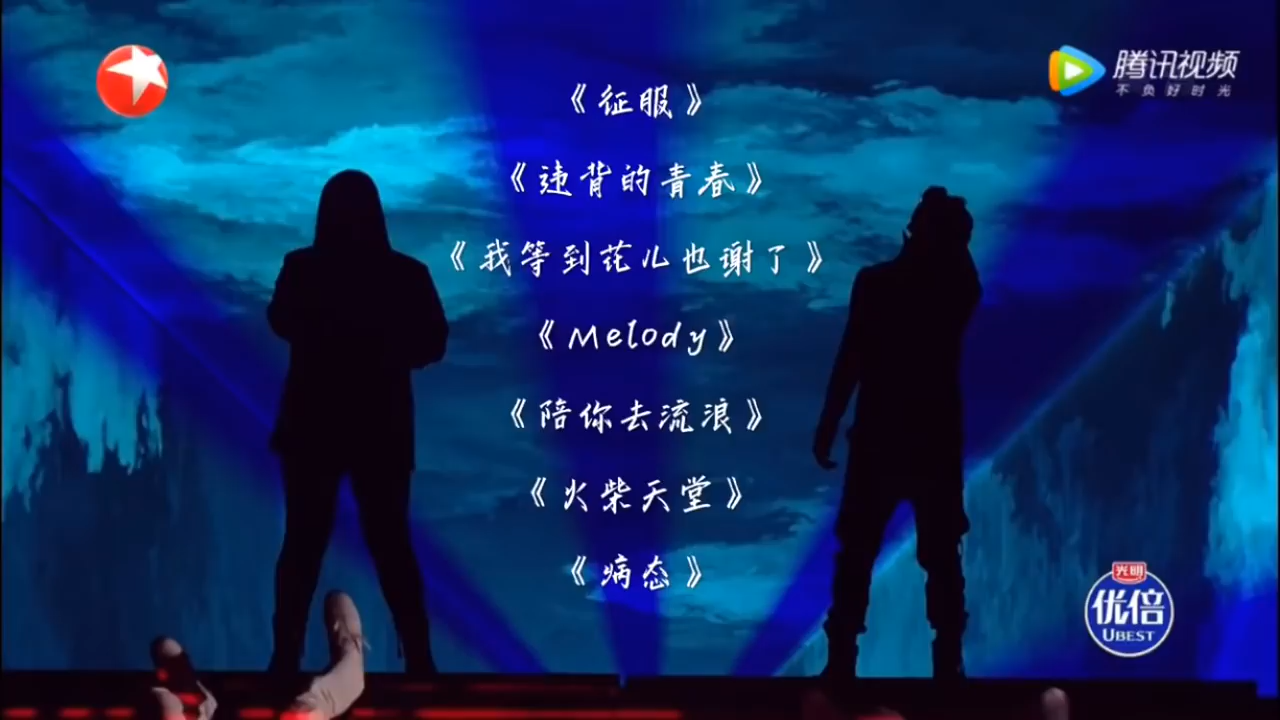 腾讯视频
不负好时光
《征服》
《违背的青春》
《我等到花儿也谢了》
《Melody》
《陪你去流浪》
《火柴天堂》
《病态》
光明
优倍
UBEST